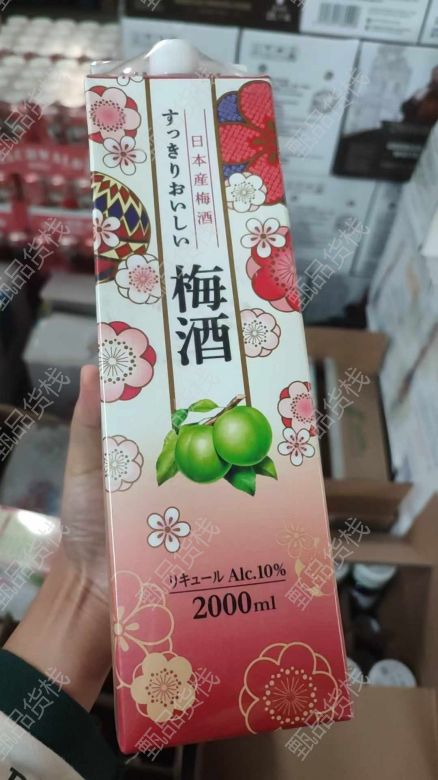 日本産梅酒
すっきりおいしい
梅酒
リキュール Alc.10%
2000ml
甄品货栈